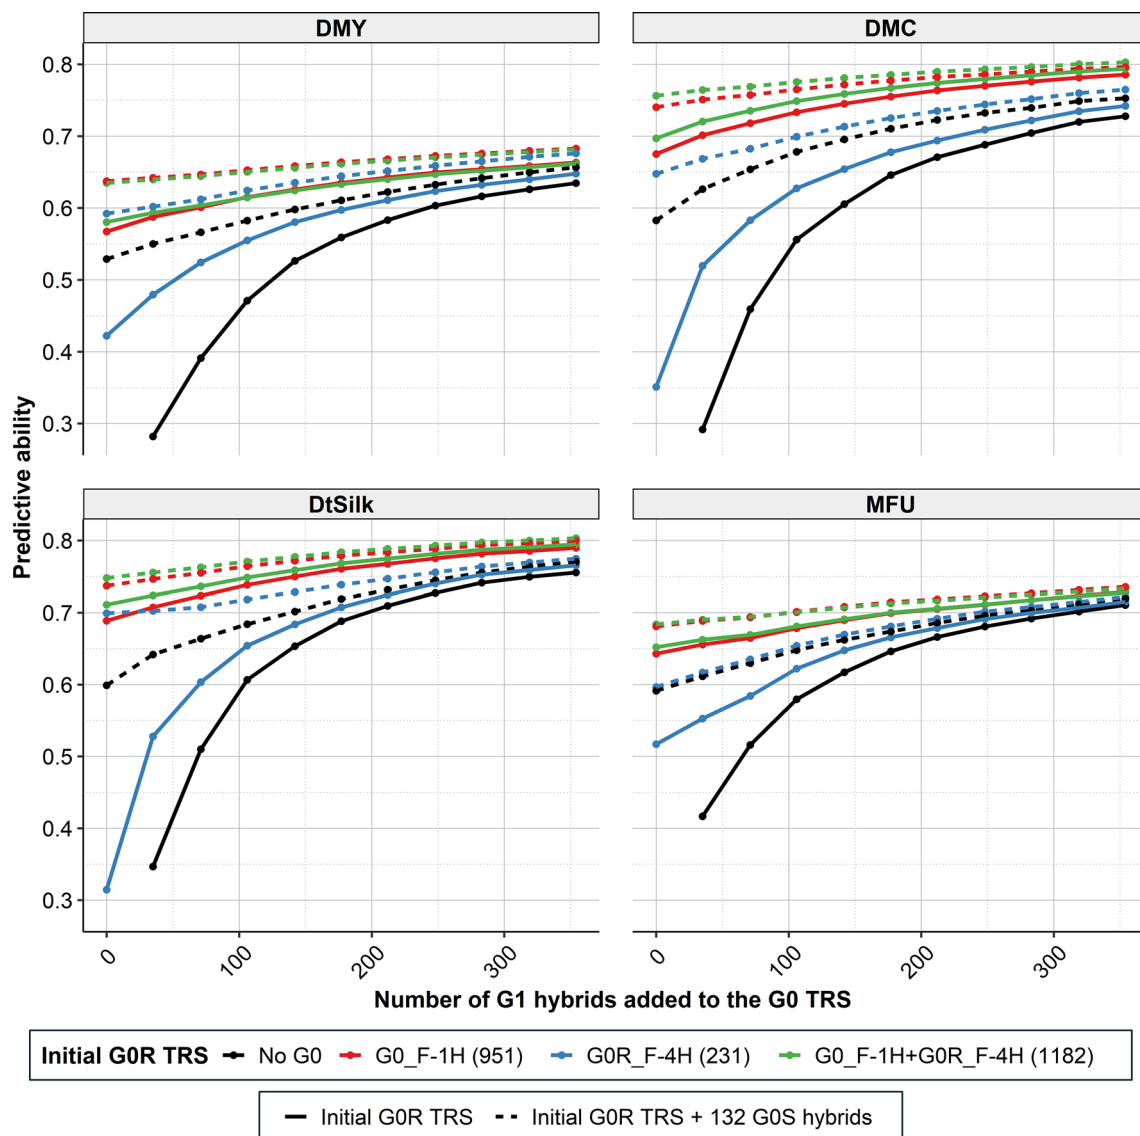 DMY
DMC
0.8
0.7
0.6
0.5
0.4
0.3
DtSilk
MFU
0.8
0.7
0.6
0.5
0.4
0.3
Predictive ability
0
100
200
300
0
100
200
300
Number of G1 hybrids added to the G0 TRS
Initial G0R TRS No G0 G0_F-1H (951) G0R_F-4H (231) G0_F-1H+G0R_F-4H (1182)
Initial G0R TRS Initial G0R TRS + 132 G0S hybrids